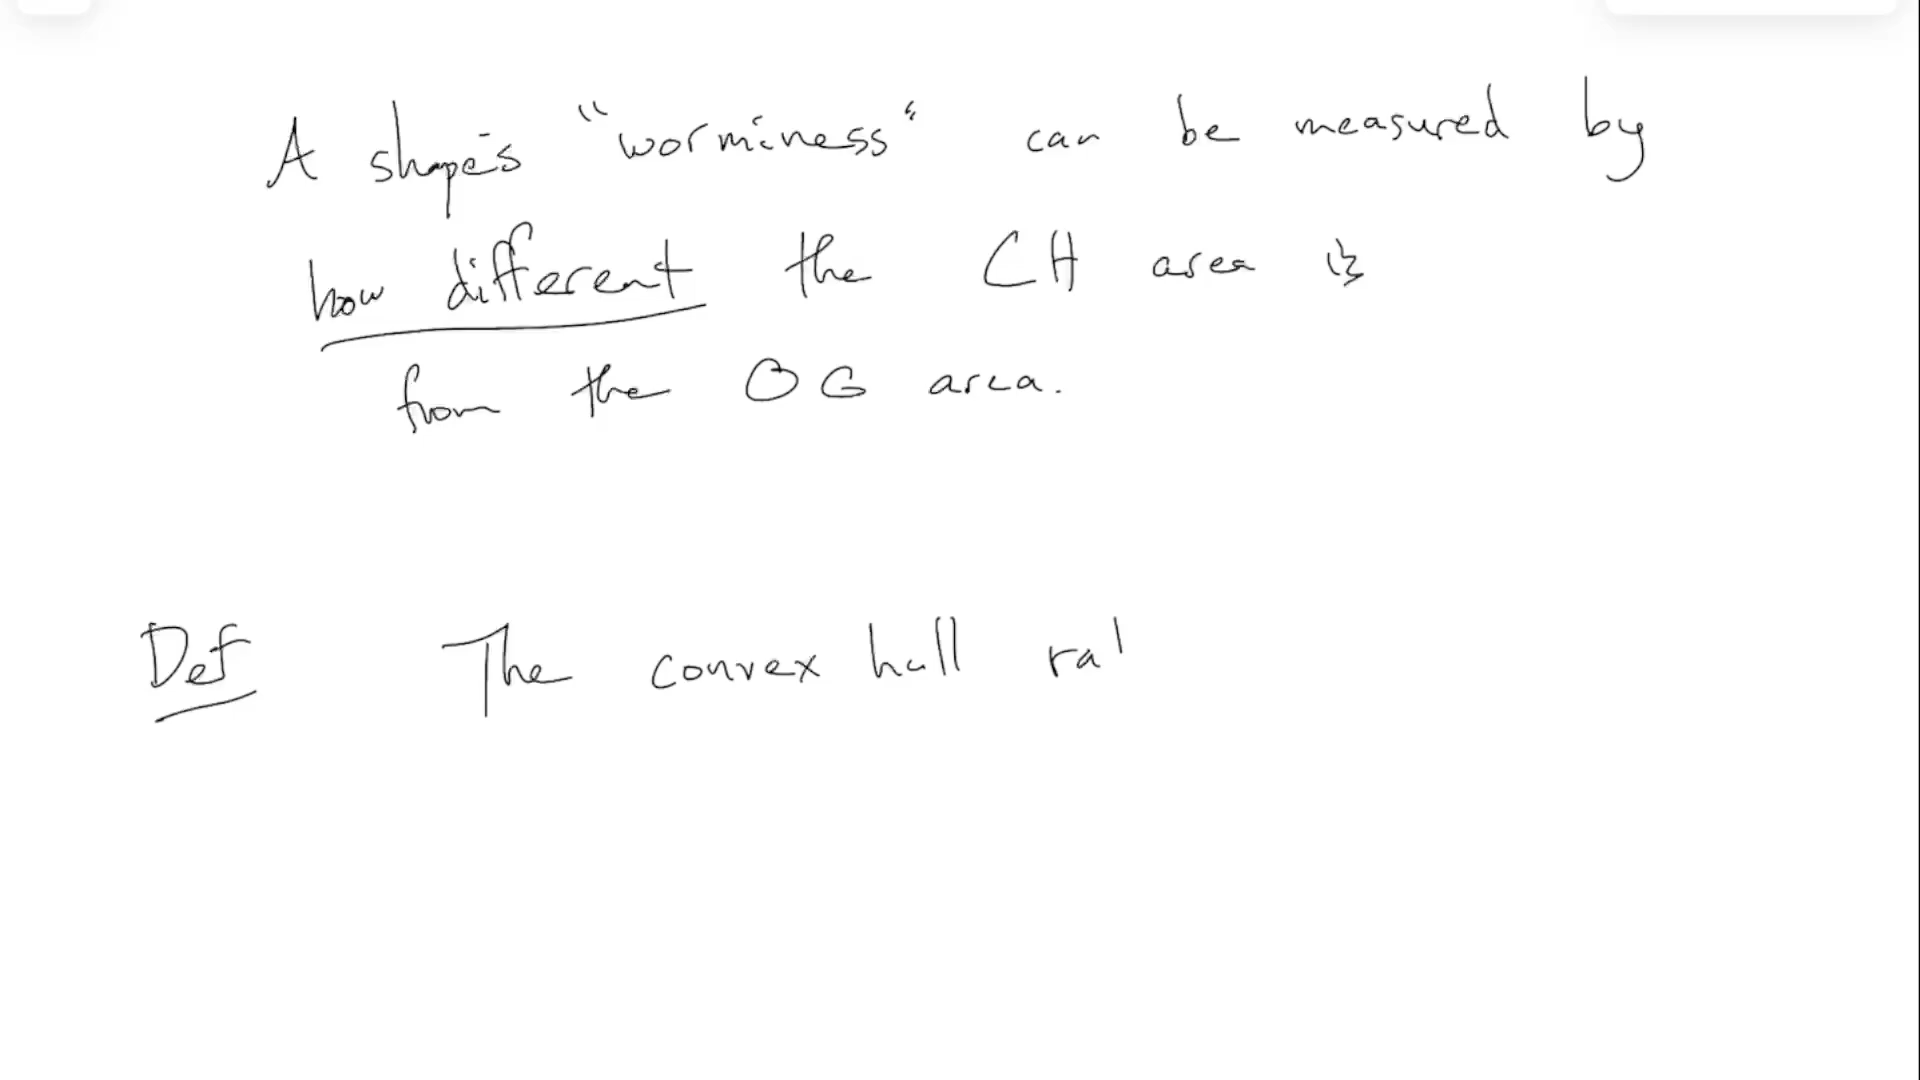 A shape's "worminess" can be measured by
how different the CH area is
from the OG area.
Def The convex hull rat